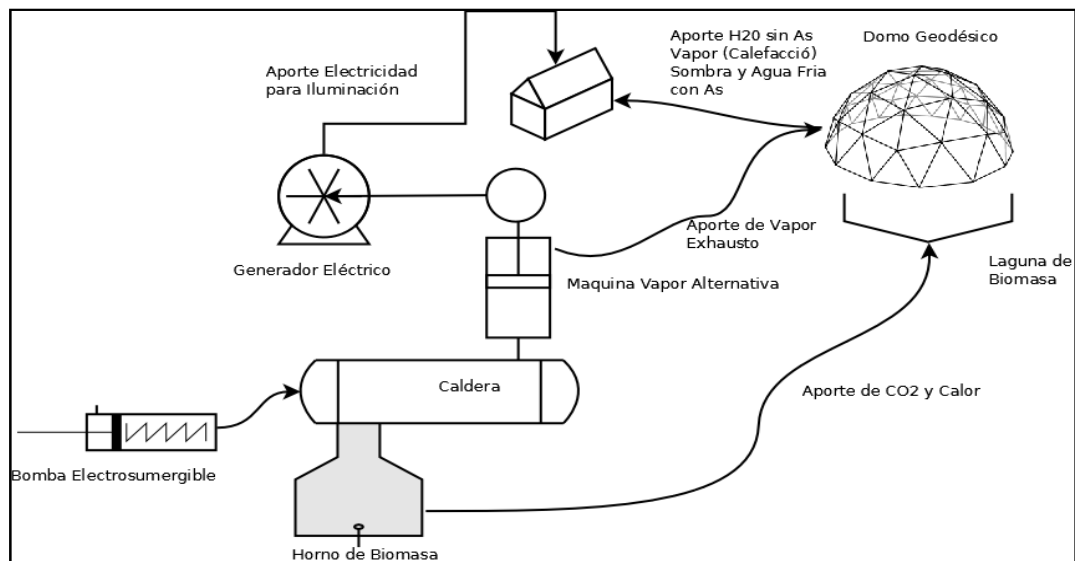 Aporte H20 sin As
Vapor (Calefacció)
Sombra y Agua Fria
con As
Domo Geodésico
Aporte Electricidad
para Iluminación
Aporte de Vapor
Exhausto
Generador Eléctrico
Maquina Vapor Alternativa
Laguna de
Biomasa
Caldera
Aporte de CO2 y Calor
Bomba Electrosumergible
Horno de Biomasa